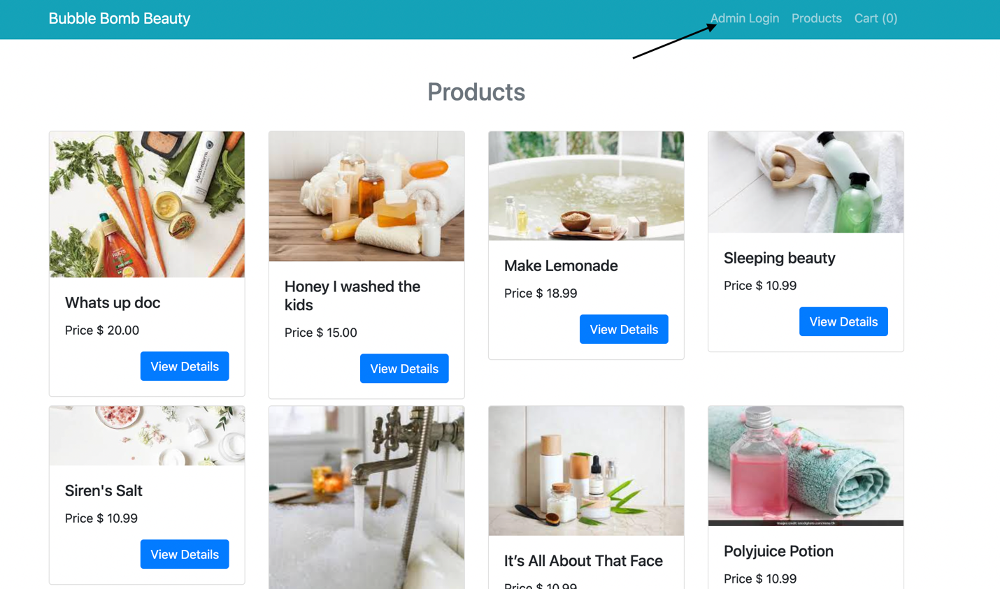 Bubble Bomb Beauty
Admin Login
Products
Cart (0)
Products
Whats up doc
Price $ 20.00
View Details
Honey I washed the
kids
Price $ 15.00
View Details
Make Lemonade
Price $ 18.99
View Details
Sleeping beauty
Price $ 10.99
View Details
Siren's Salt
Price $ 10.99
View Details
It’s All About That Face
Price $ 10.99
Polyjuice Potion
Price $ 10.99